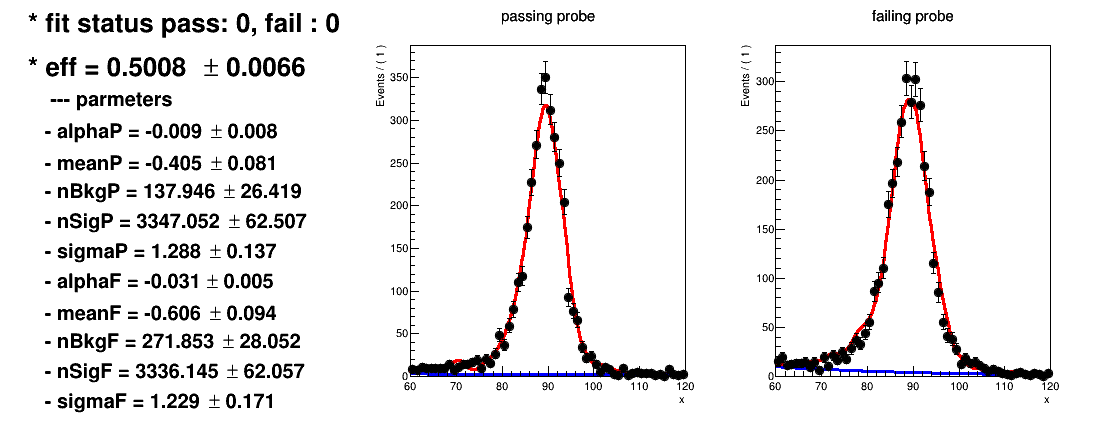 * fit status pass: 0, fail : 0
* eff = 0.5008 ± 0.0066
--- parmeters
- alphaP = -0.009 ± 0.008
- meanP = -0.405 ± 0.081
- nBkgP = 137.946 ± 26.419
- nSigP = 3347.052 ± 62.507
- sigmaP = 1.288 ± 0.137
- alphaF = -0.031 ± 0.005
- meanF = -0.606 ± 0.094
- nBkgF = 271.853 ± 28.052
- nSigF = 3336.145 ± 62.057
- sigmaF = 1.229 ± 0.171
passing probe
Events / ( 1 )
350
300
250
200
150
100
50
0
60 70 80 90 100 110 120
x
failing probe
Events / ( 1 )
300
250
200
150
100
50
0
60 70 80 90 100 110 120
x